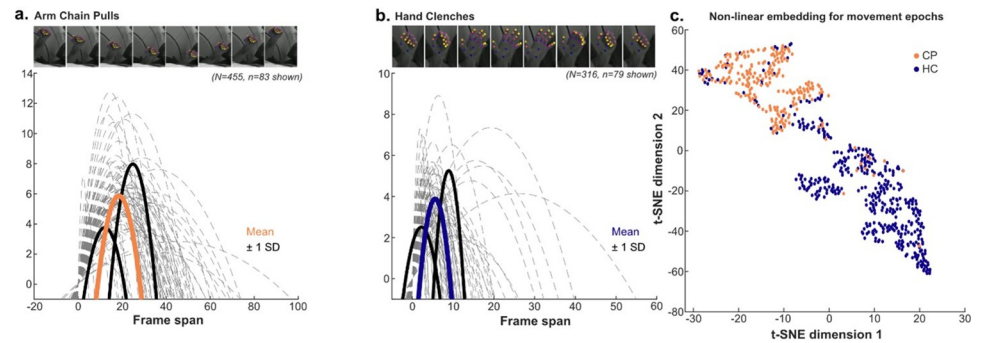 a. Arm Chain Pulls
(N=455, n=83 shown)
14
12
10
8
6
4
2
0
Mean
± 1 SD
-20 0 20 40 60 80 100
Frame span
b. Hand Clenches
(N=316, n=79 shown)
10
8
6
4
2
0
Mean
± 1 SD
0 10 20 30 40 50 60
Frame span
c. Non-linear embedding for movement epochs
CP
HC
60
40
20
0
-20
-40
-60
-80
t-SNE dimension 2
-30 -20 -10 0 10 20 30
t-SNE dimension 1